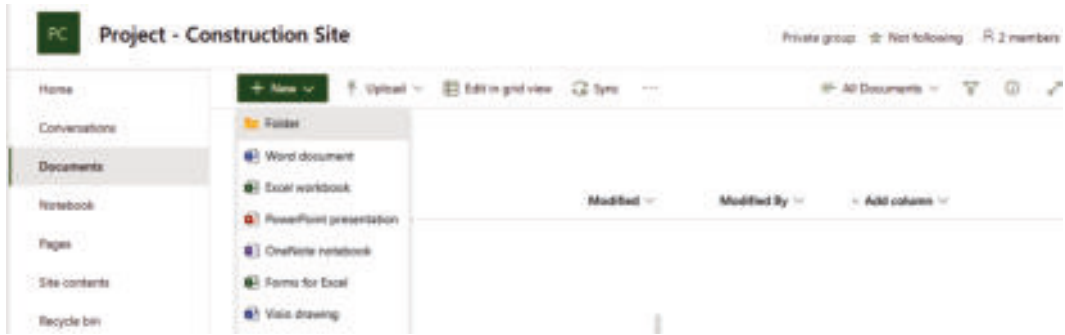 PC
Project - Construction Site
Private group Not following 2 members
Home
Conversations
Documents
Notebook
Pages
Site contents
Recycle bin
+ New Upload Edit in grid view Sync ...
All Documents
Folder
Word document
Excel workbook
PowerPoint presentation
OneNote notebook
Forms for Excel
Visio drawing
Modified Modified By + Add column